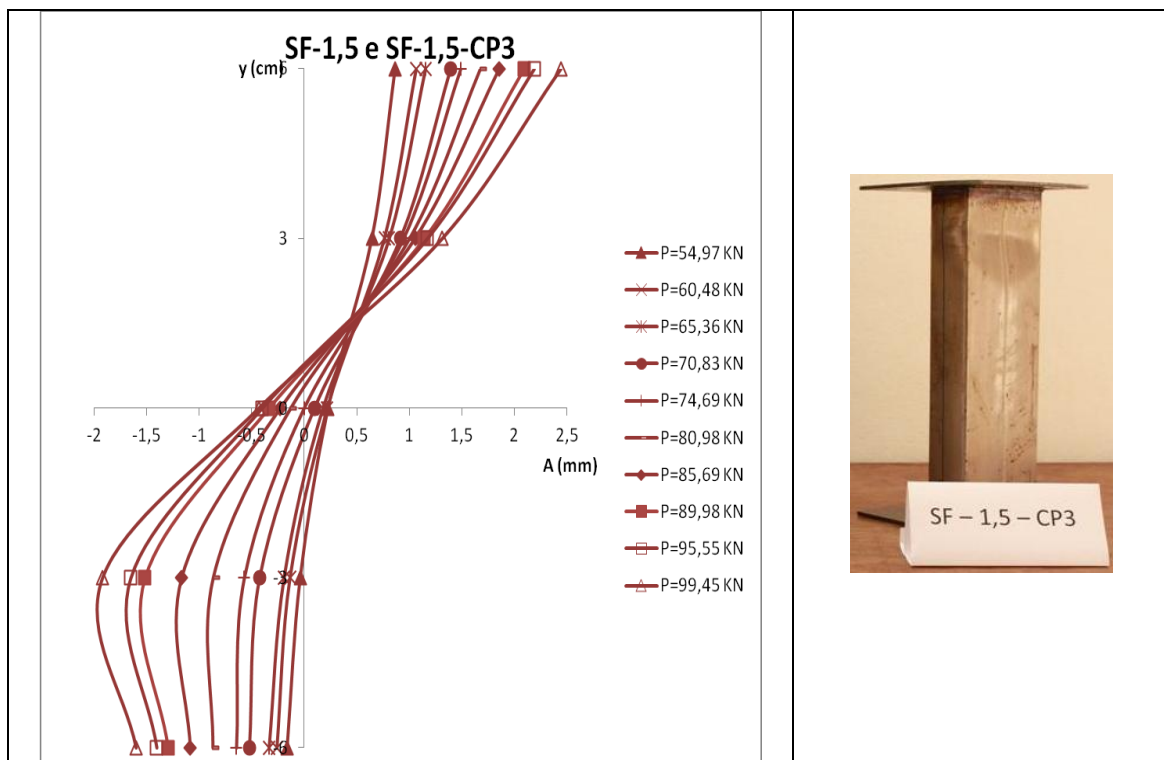 SF-1,5 e SF-1,5-CP3
y (cm)
6
3
0
-3
-6
-2 -1,5 -1 -0,5 0 0,5 1 1,5 2 2,5
A (mm)
P=54,97 KN
P=60,48 KN
P=65,36 KN
P=70,83 KN
P=74,69 KN
P=80,98 KN
P=85,69 KN
P=89,98 KN
P=95,55 KN
P=99,45 KN
SF – 1,5 – CP3